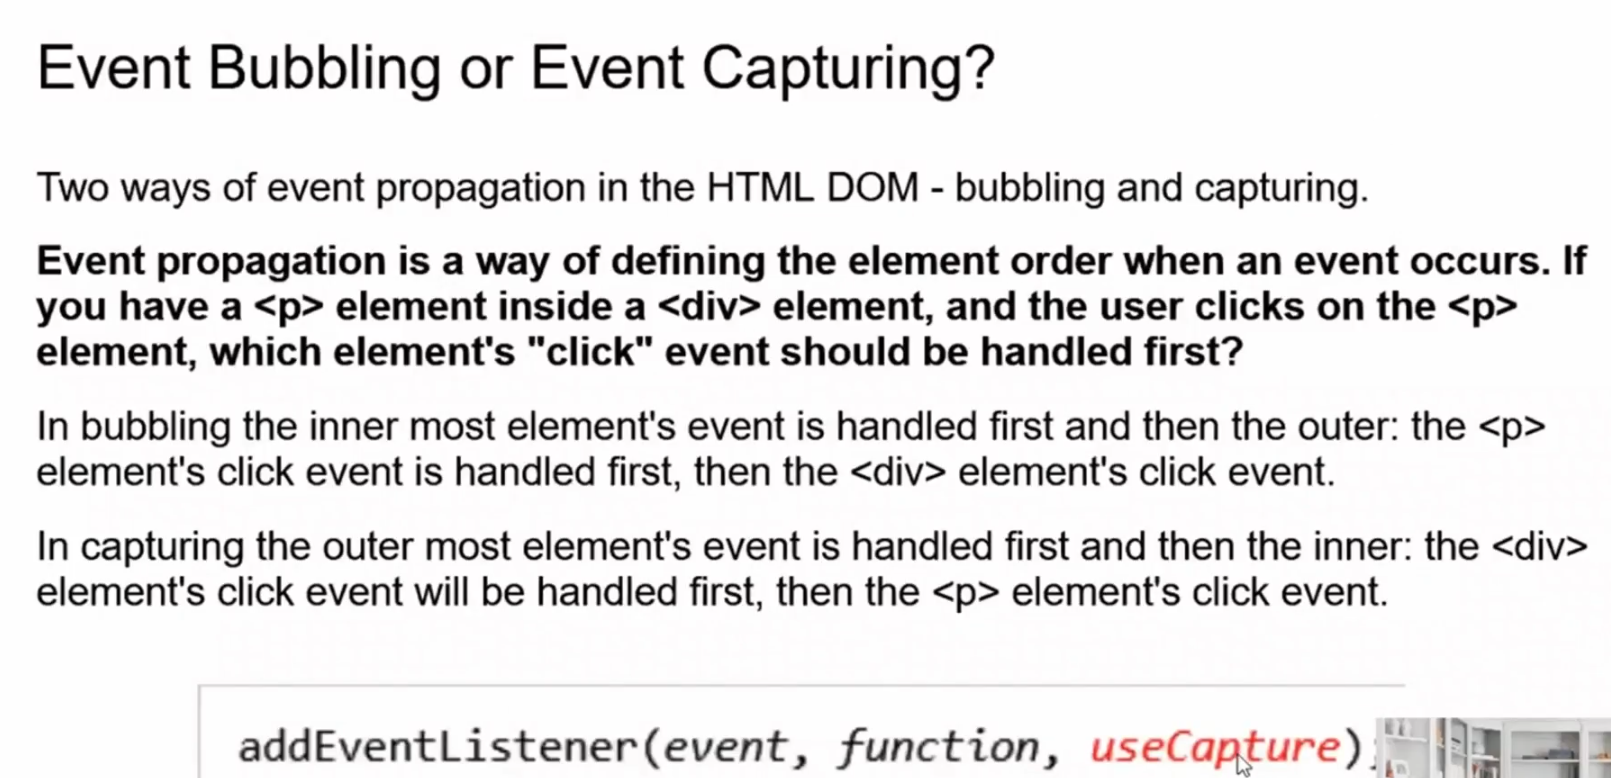 Event Bubbling or Event Capturing?
Two ways of event propagation in the HTML DOM - bubbling and capturing.
Event propagation is a way of defining the element order when an event occurs. If
you have a <p> element inside a <div> element, and the user clicks on the <p>
element, which element's "click" event should be handled first?
In bubbling the inner most element's event is handled first and then the outer: the <p>
element's click event is handled first, then the <div> element's click event.
In capturing the outer most element's event is handled first and then the inner: the <div>
element's click event will be handled first, then the <p> element's click event.
addEventListener(event, function, useCapture);